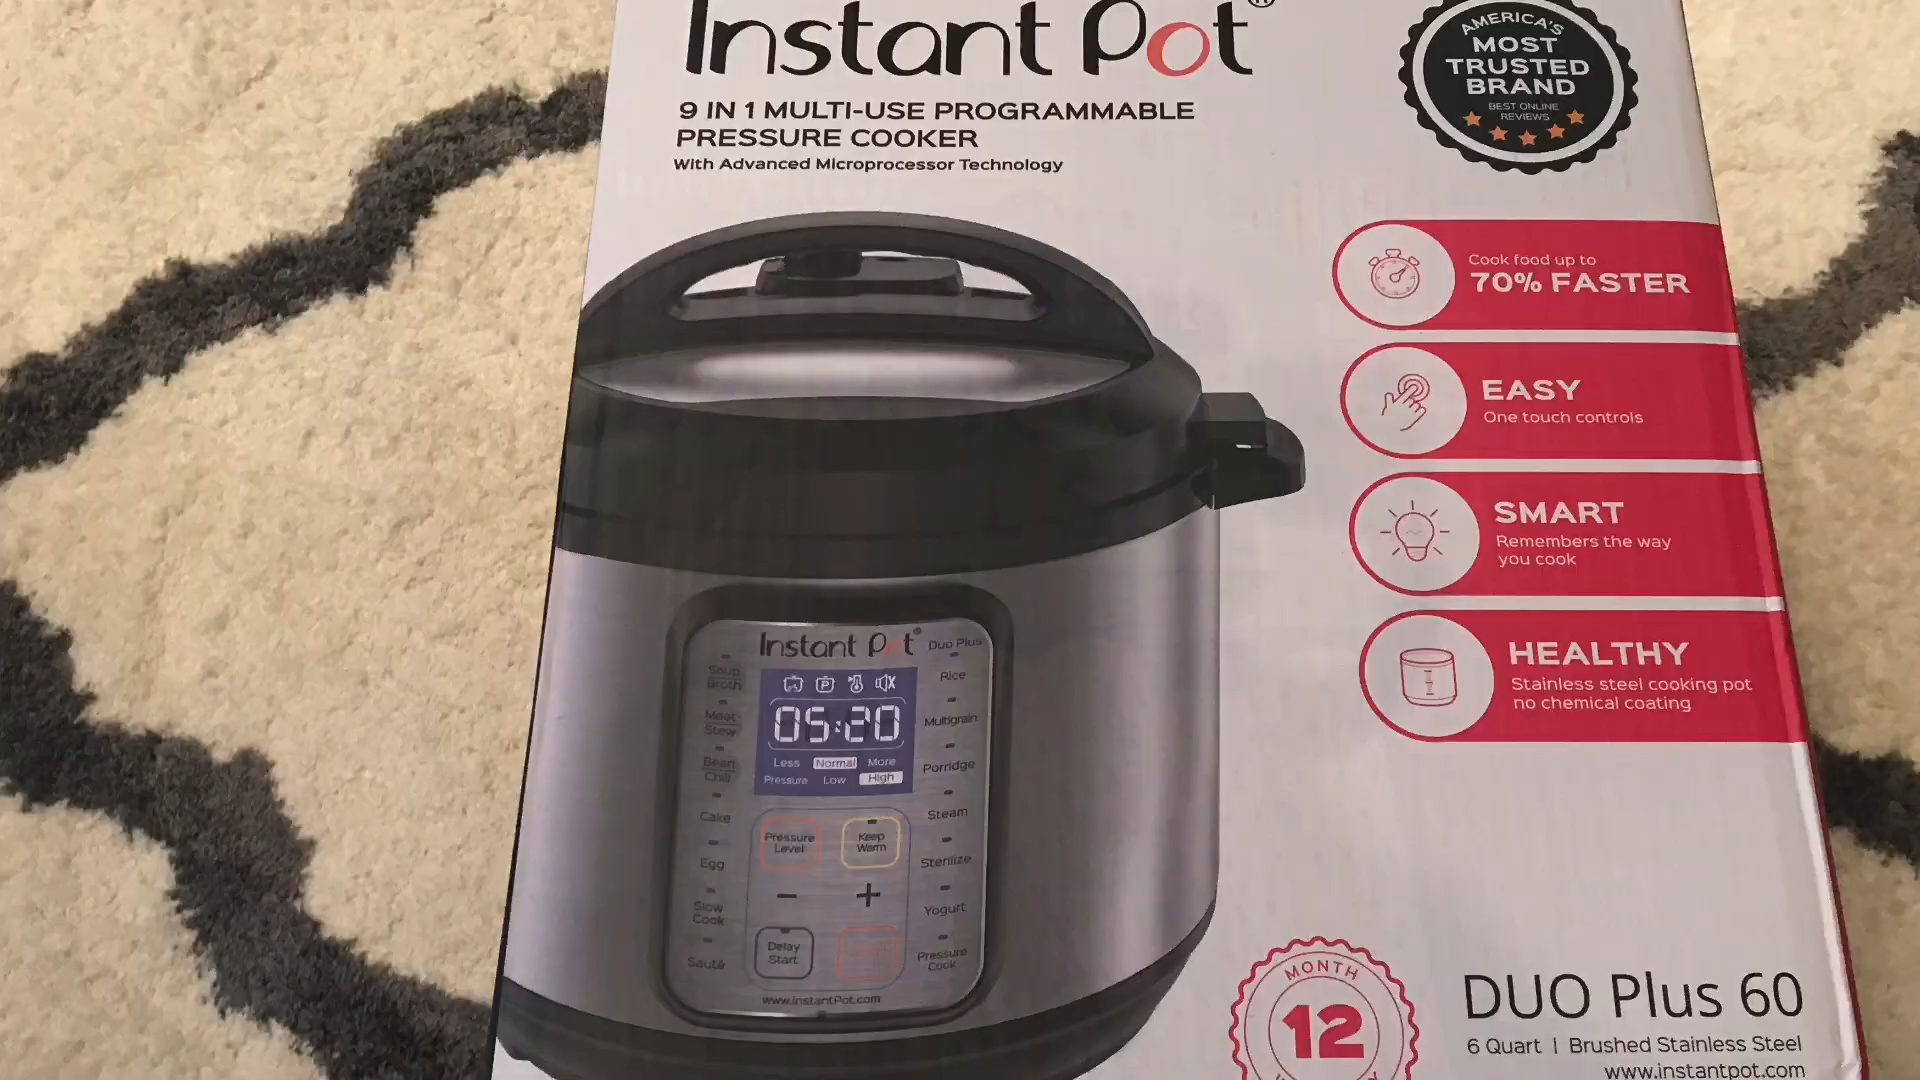 Instant Pot®
9 IN 1 MULTI-USE PROGRAMMABLE
PRESSURE COOKER
With Advanced Microprocessor Technology
AMERICA'S
MOST
TRUSTED
BRAND
BEST ONLINE
REVIEWS
Cook food up to
70% FASTER
EASY
One touch controls
SMART
Remembers the way
you cook
HEALTHY
Stainless steel cooking pot
no chemical coating
Instant Pot®
Duo Plus
Soup
Broth
Meat
Stew
Bean
Chili
Cake
Egg
Slow
Cook
Sauté
P
05:20
Less Normal More
Pressure Low High
Pressure
Level
Keep
Warm
− +
Delay
Start
www.InstantPot.com
Rice
Multigrain
Porridge
Steam
Sterilize
Yogurt
Pressure
Cook
MONTH
12
DUO Plus 60
6 Quart | Brushed Stainless Steel
www.instantpot.com